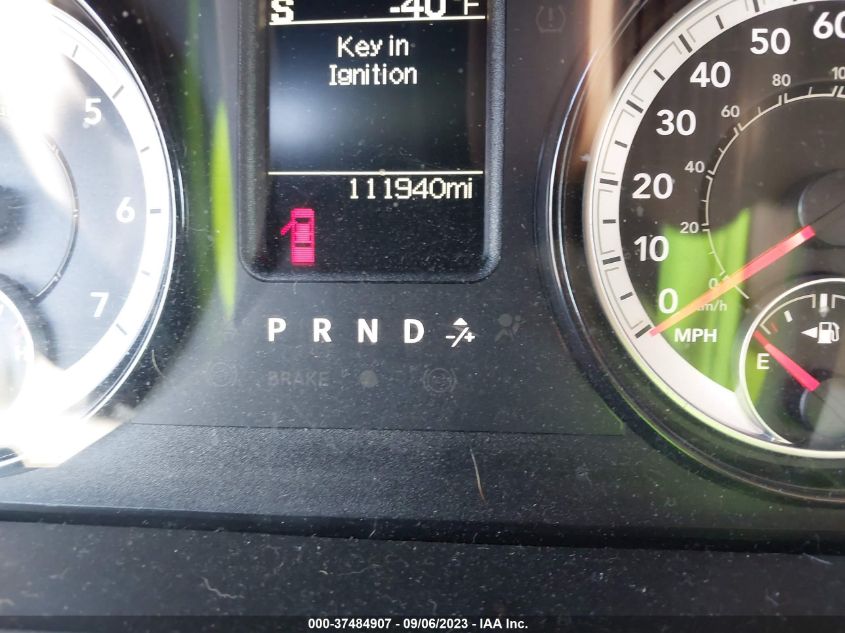 S -40°F
Key in
Ignition
111940mi
5
6
7
P R N D -/+
BRAKE
0 10 20 30 40 50 60
0 20 40 60 80
km/h
MPH
E
000-37484907 - 09/06/2023 - IAA Inc.